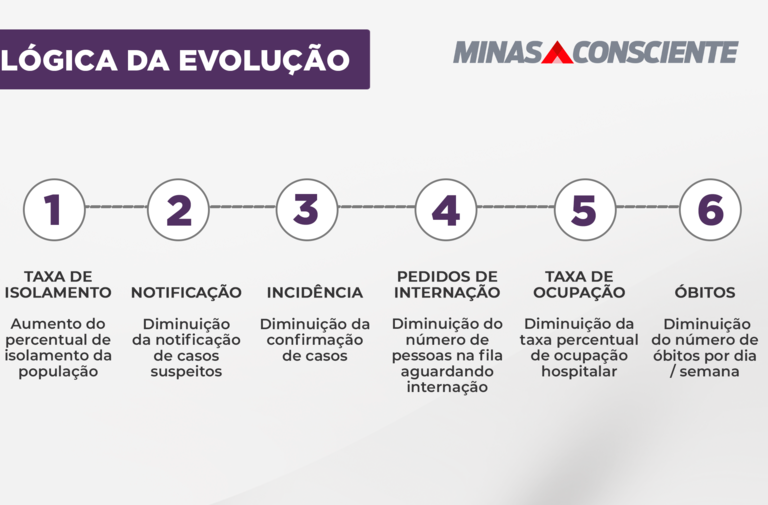 LÓGICA DA EVOLUÇÃO
MINAS CONSCIENTE
1
2
3
4
5
6
TAXA DE
ISOLAMENTO
Aumento do
percentual de
isolamento da
população
NOTIFICAÇÃO
Diminuição
da notificação
de casos
suspeitos
INCIDÊNCIA
Diminuição da
confirmação
de casos
PEDIDOS DE
INTERNAÇÃO
Diminuição do
número de
pessoas na fila
aguardando
internação
TAXA DE
OCUPAÇÃO
Diminuição da
taxa percentual
de ocupação
hospitalar
ÓBITOS
Diminuição
do número de
óbitos por dia
/ semana